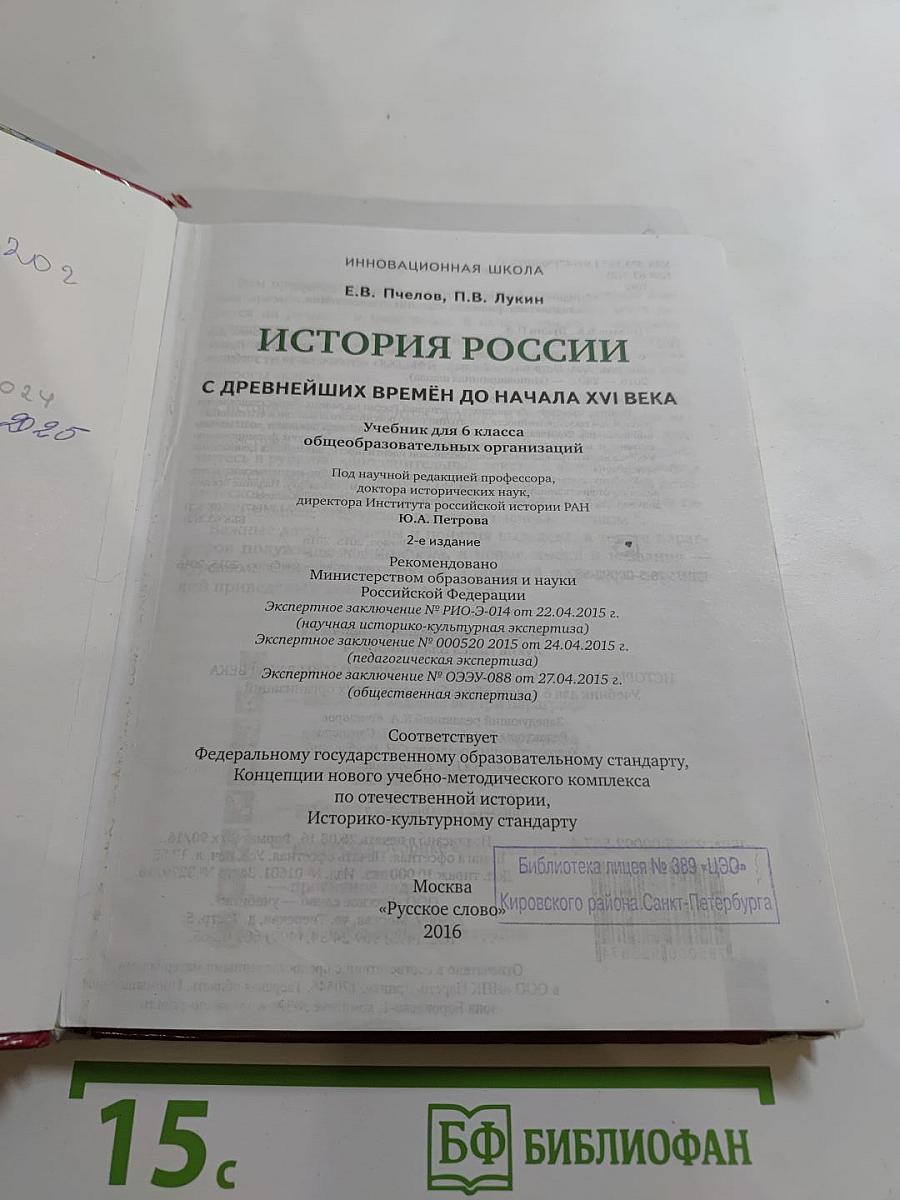 202
024
2025
ИННОВАЦИОННАЯ ШКОЛА
Е.В. Пчелов, П.В. Лукин
ИСТОРИЯ РОССИИ
С ДРЕВНЕЙШИХ ВРЕМЁН ДО НАЧАЛА XVI ВЕКА
Учебник для 6 класса
общеобразовательных организаций
Под научной редакцией профессора,
доктора исторических наук,
директора Института российской истории РАН
Ю.А. Петрова
2-е издание
Рекомендовано
Министерством образования и науки
Российской Федерации
Экспертное заключение № РИО-Э-014 от 22.04.2015 г.
(научная историко-культурная экспертиза)
Экспертное заключение № 000520 2015 от 24.04.2015 г.
(педагогическая экспертиза)
Экспертное заключение № ОЭЭУ-088 от 27.04.2015 г.
(общественная экспертиза)
Соответствует
Федеральному государственному образовательному стандарту,
Концепции нового учебно-методического комплекса
по отечественной истории,
Историко-культурному стандарту
Библиотека лицея № 389 «ЦЭО»
Кировского района Санкт-Петербурга
Москва
«Русское слово»
2016
15 с
БФ БИБЛИОФАН